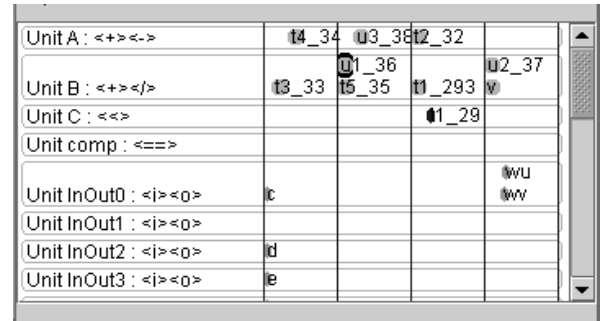 Unit A : <+><-> t4_34 u3_38 t2_32
u1_36 u2_37
Unit B : <+></> t3_33 t5_35 t1_293 v
Unit C : <<> t1_29
Unit comp : <==>
wu
Unit InOut0 : <i><o> c wv
Unit InOut1 : <i><o>
Unit InOut2 : <i><o> d
Unit InOut3 : <i><o> e